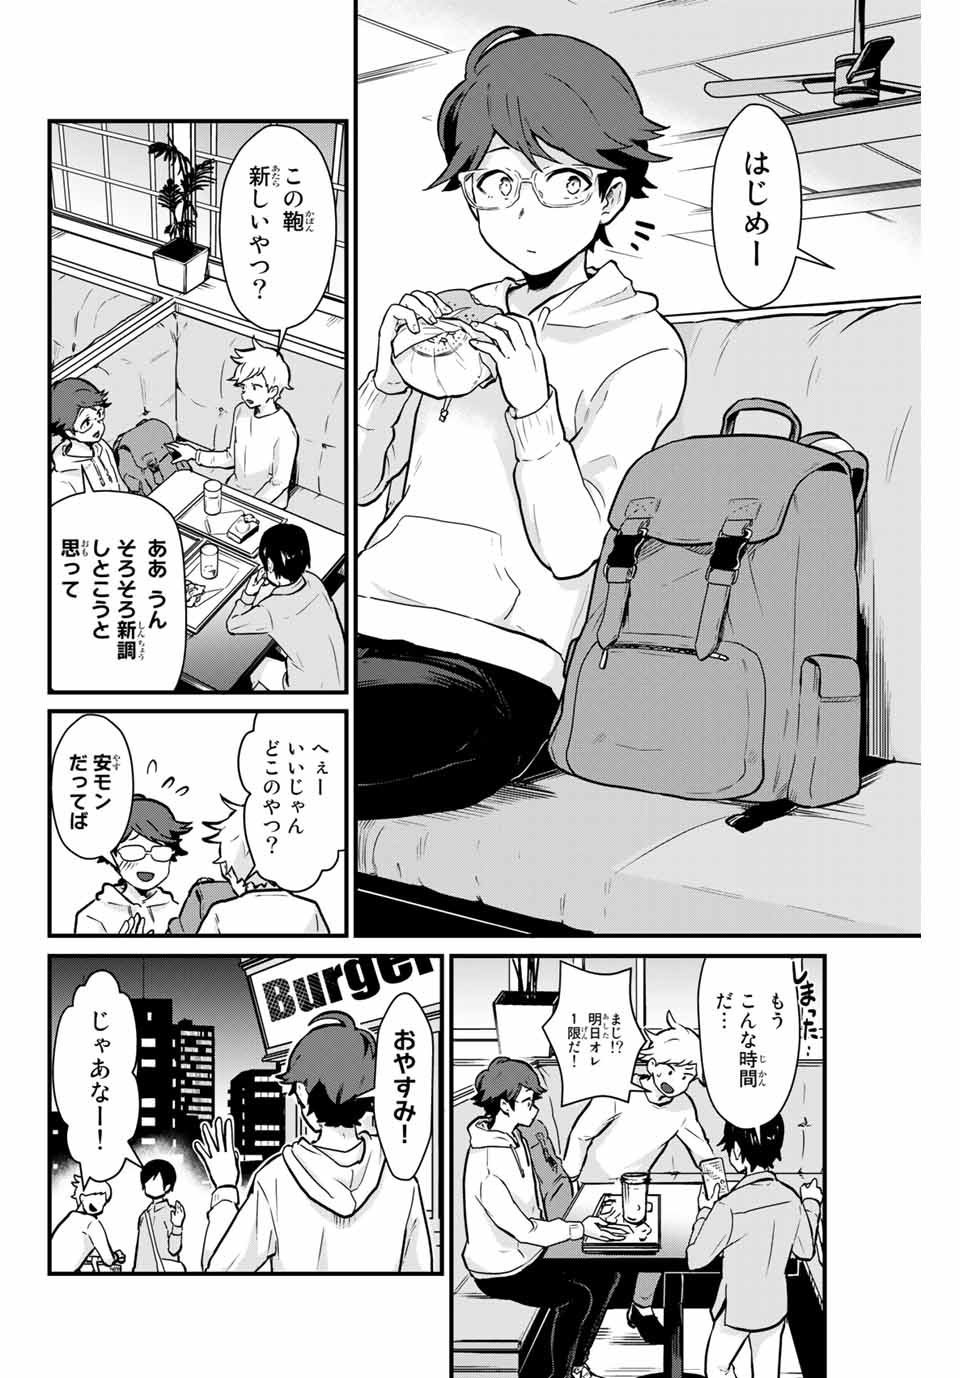 はじめー
この鞄
新しいやつ？
ああ うん
そろそろ新調
しとこうと
思って
へぇー
いいじゃん
どこのやつ？
安モン
だってば
しまった…
もう
こんな時間
だ…
まじ!?
明日オレ
1限だ！
Burger
おやすみ！
じゃあなー！